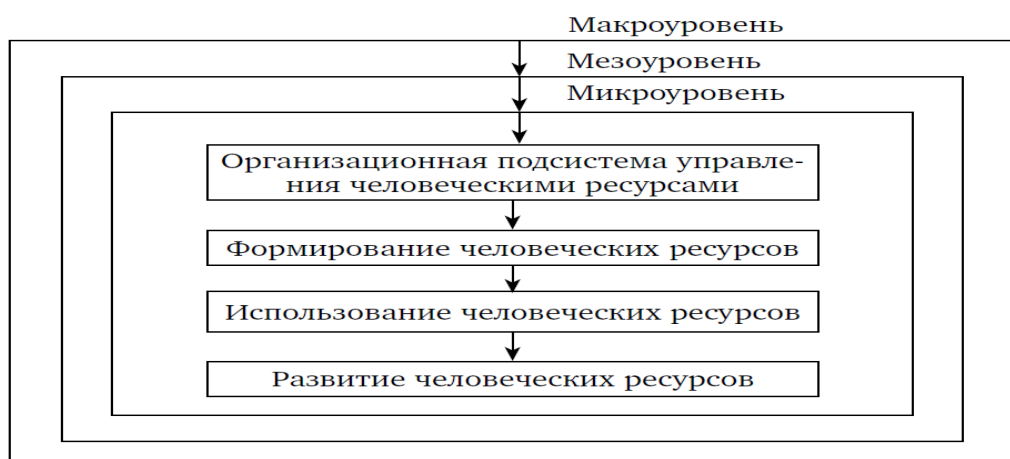 Макроуровень
Мезоуровень
Микроуровень
Организационная подсистема управле-
ния человеческими ресурсами
Формирование человеческих ресурсов
Использование человеческих ресурсов
Развитие человеческих ресурсов